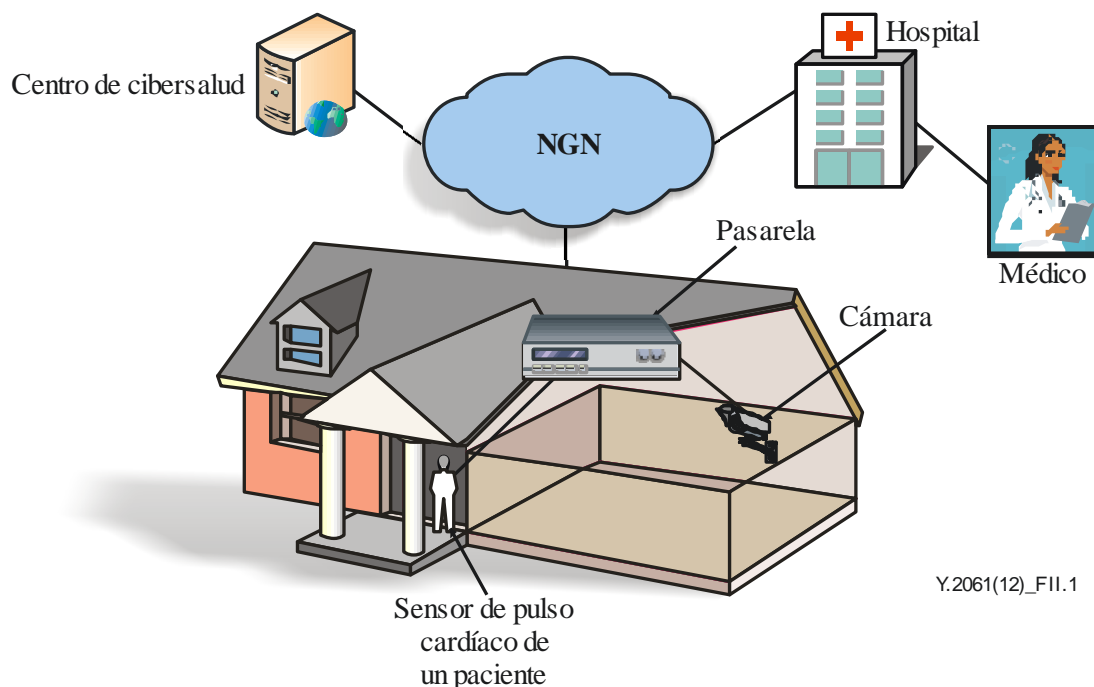 Hospital
Centro de cibersalud
NGN
Pasarela
Médico
Cámara
Y.2061(12)_FII.1
Sensor de pulso
cardíaco de
un paciente